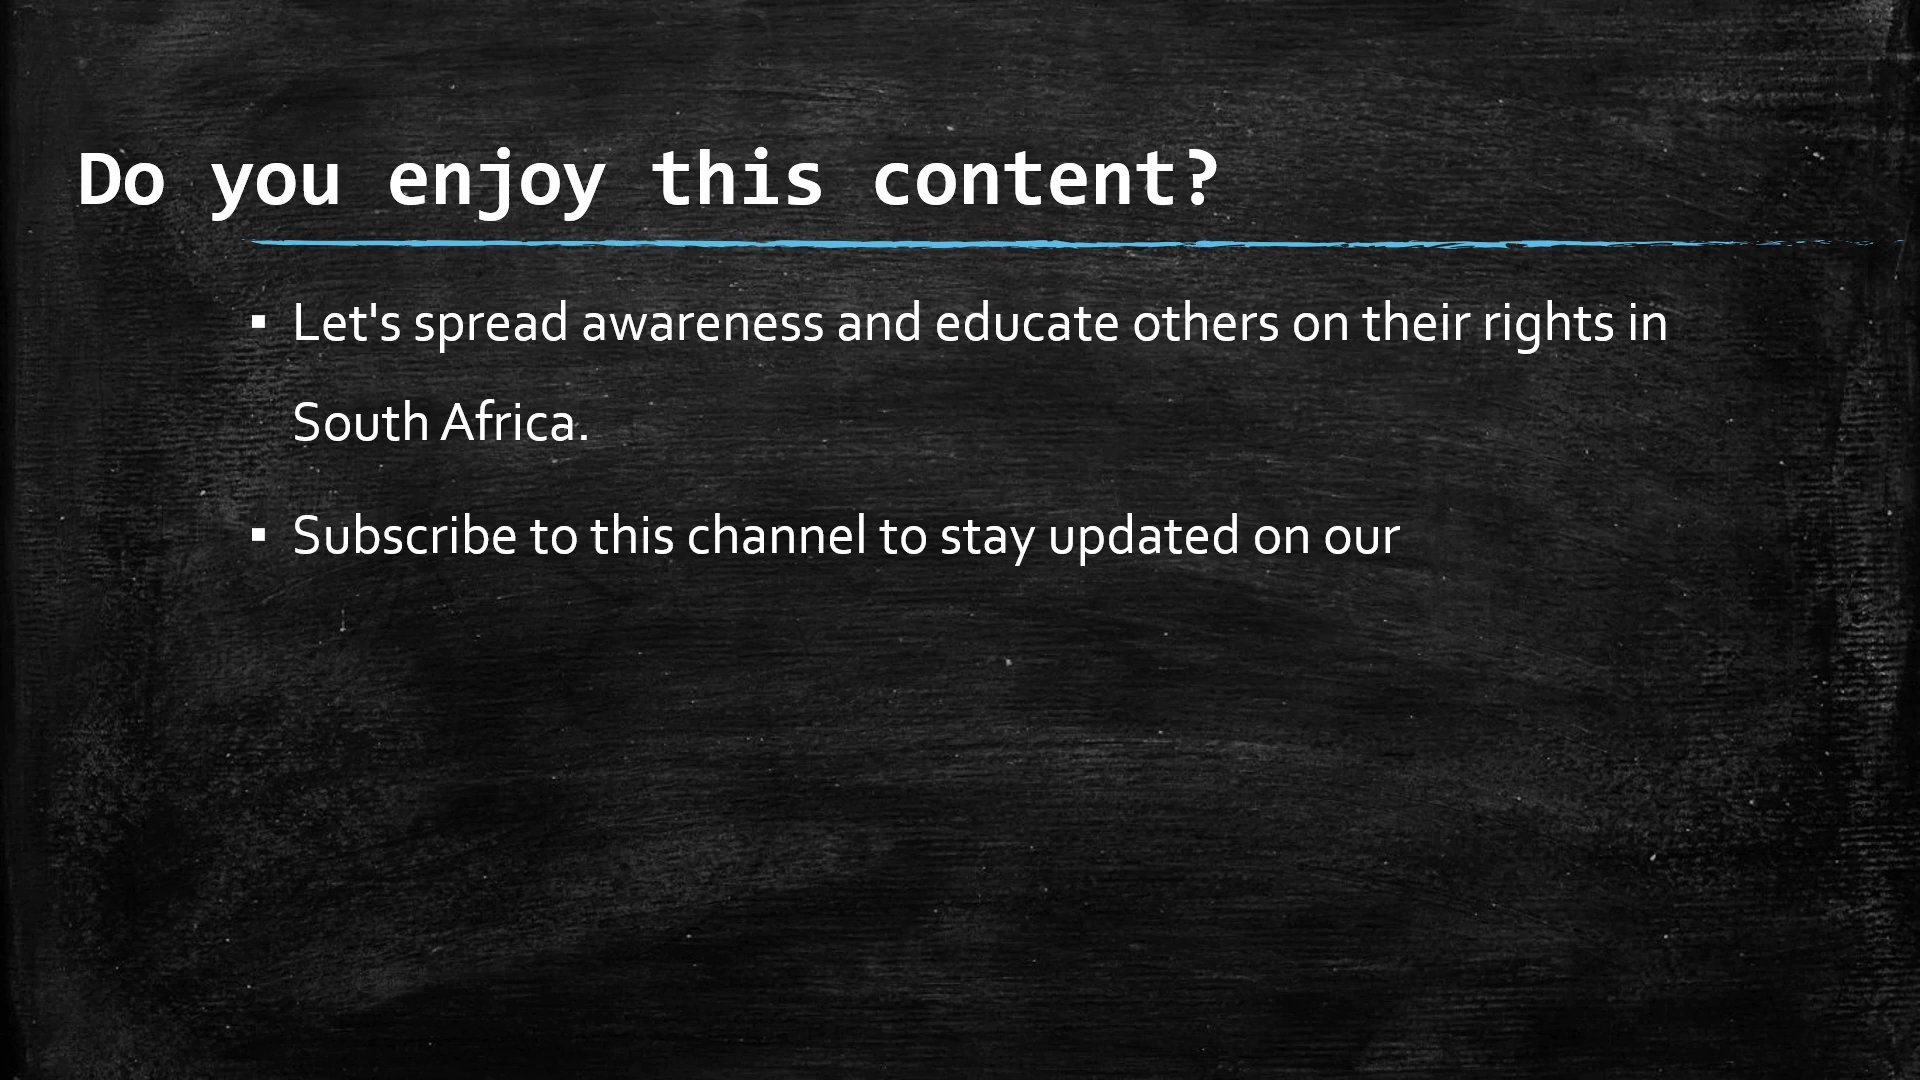 Do you enjoy this content?
▪ Let's spread awareness and educate others on their rights in
South Africa.
▪ Subscribe to this channel to stay updated on our